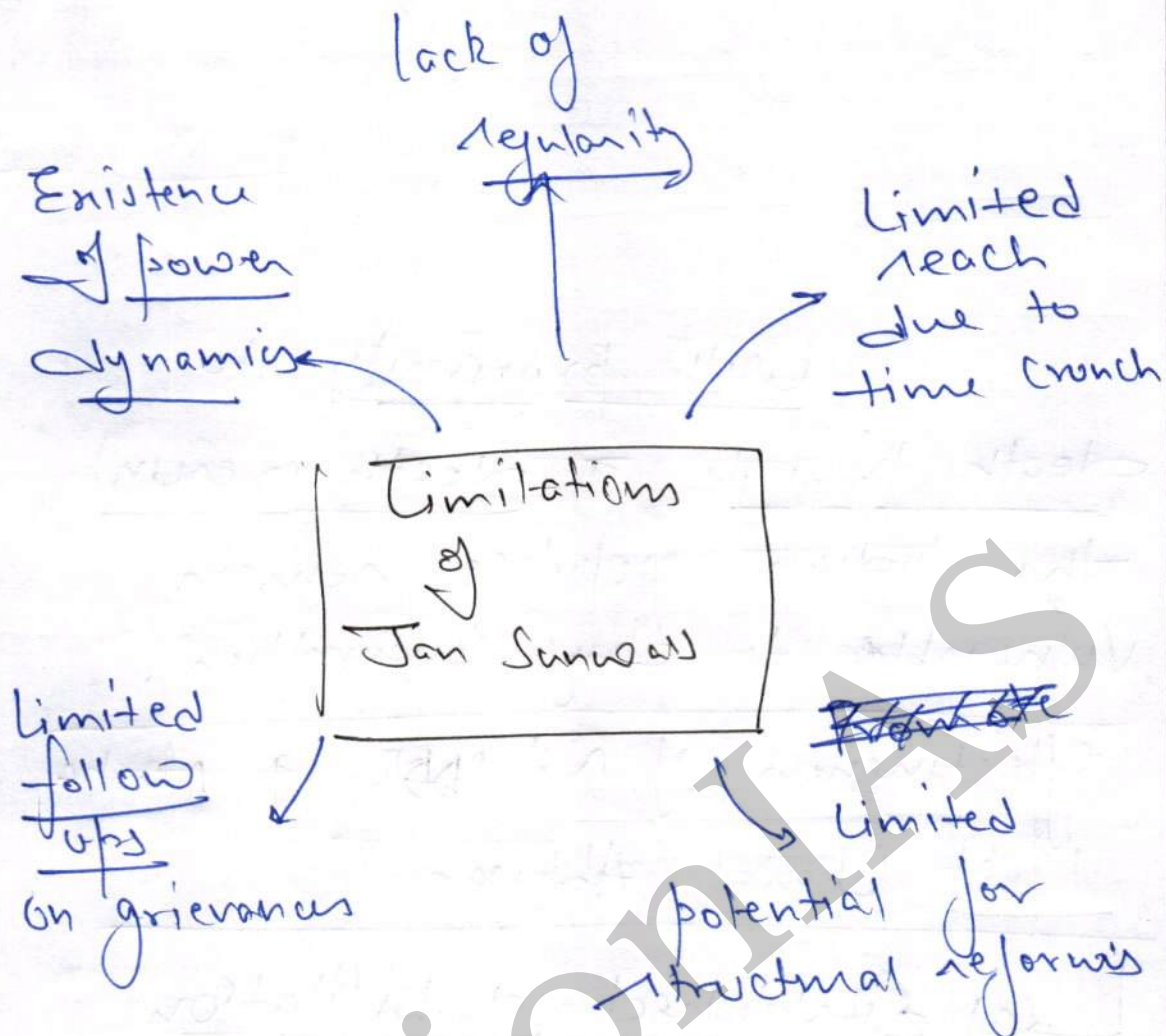 lack of
regularity
Existence
of power
dynamics
Limited
reach
due to
time crunch
Limitations
of
Jan Sunwais
Limited
follow
ups
on grievances
Limited
potential for
structural reforms
ionIAS